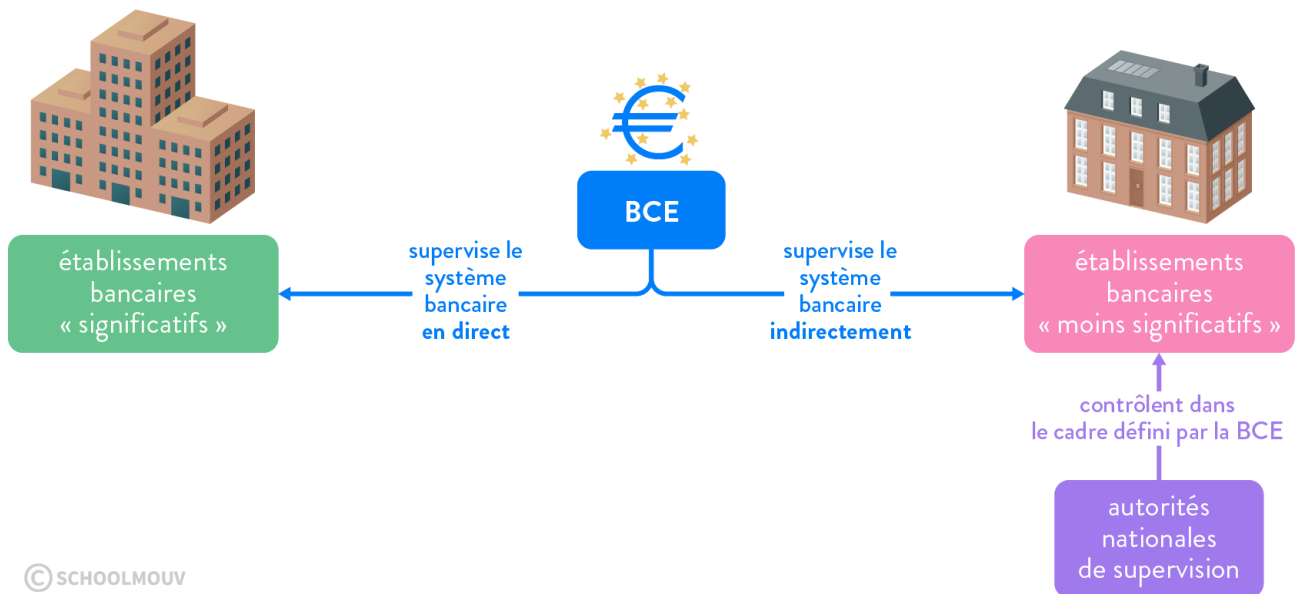 BCE
supervise le
système
bancaire
en direct
supervise le
système
bancaire
indirectement
établissements
bancaires
« significatifs »
établissements
bancaires
« moins significatifs »
contrôlent dans
le cadre défini par la BCE
autorités
nationales
de supervision
© SCHOOLMOUV